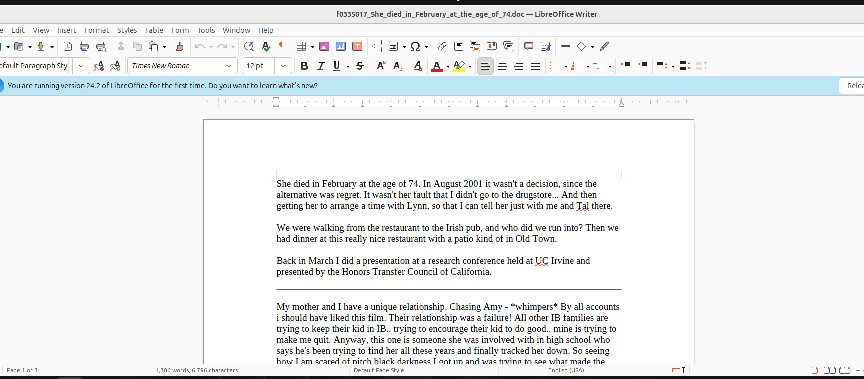 f0335017_She_died_in_February_at_the_age_of_74.doc — LibreOffice Writer
Edit View Insert Format Styles Table Form Tools Window Help
efault Paragraph Sty Times New Roman 12 pt
You are running version 24.2 of LibreOffice for the first time. Do you want to learn what's new? Relea
She died in February at the age of 74. In August 2001 it wasn't a decision, since the
alternative was regret. It wasn't her fault that I didn't go to the drugstore... And then
getting her to arrange a time with Lynn, so that I can tell her just with me and Tal there.
We were walking from the restaurant to the Irish pub, and who did we run into? Then we
had dinner at this really nice restaurant with a patio kind of in Old Town.
Back in March I did a presentation at a research conference held at UC Irvine and
presented by the Honors Transfer Council of California.
My mother and I have a unique relationship. Chasing Amy - *whimpers* By all accounts
i should have liked this film. Their relationship was a failure! All other IB families are
trying to keep their kid in IB.. trying to encourage their kid to do good.. mine is trying to
make me quit. Anyway, this one is someone she was involved with in high school who
says he's been trying to find her all these years and finally tracked her down. So seeing
how I am scared of pitch black darkness I got up and was trying to see what made the
Page 1 of 3 1,306 words, 6,796 characters Default Page Style English (USA)